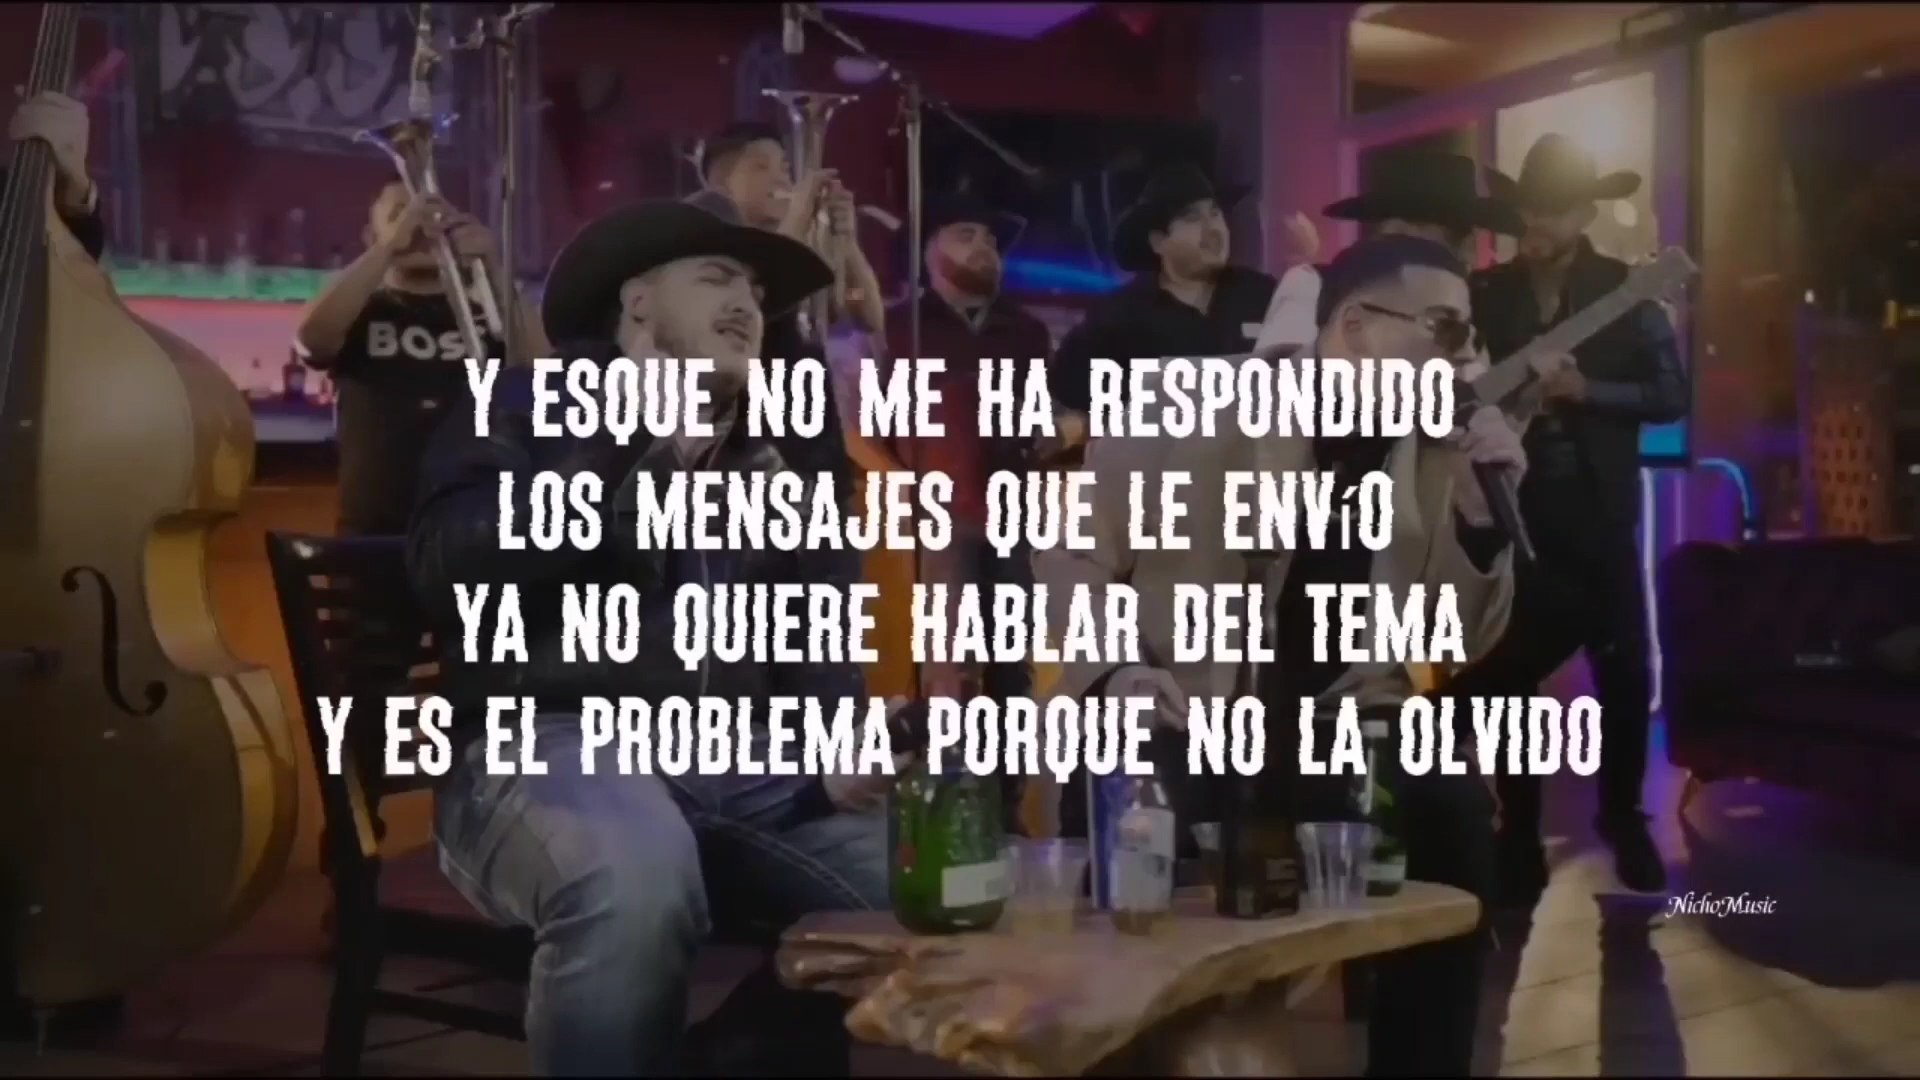 BOSS
Y ESQUE NO ME HA RESPONDIDO
LOS MENSAJES QUE LE ENVíO
YA NO QUIERE HABLAR DEL TEMA
Y ES EL PROBLEMA PORQUE NO LA OLVIDO
NichoMusic